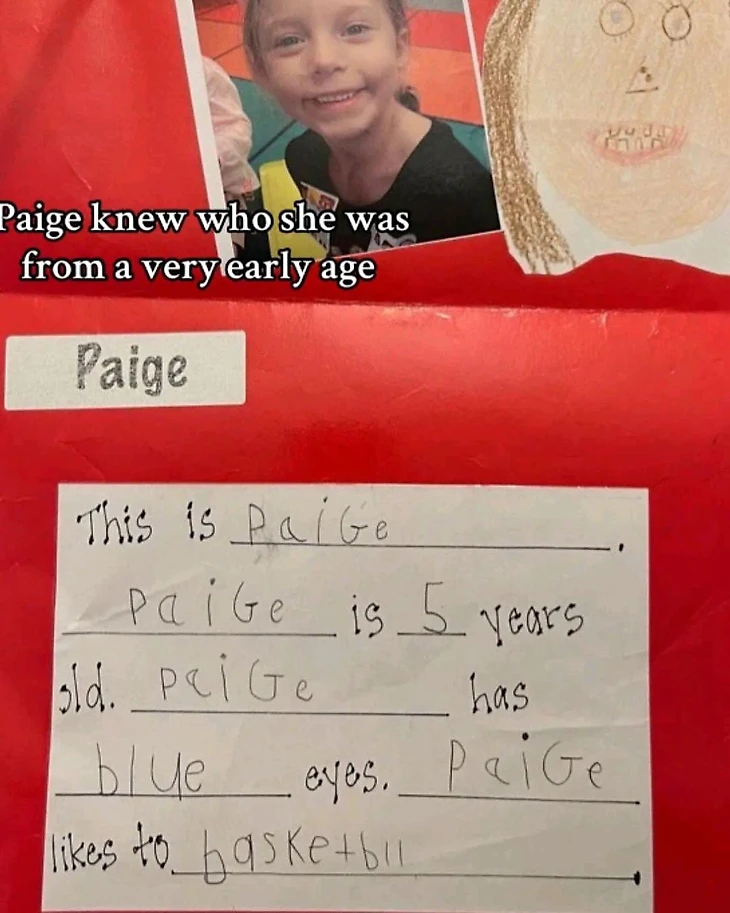 Paige knew who she was
from a very early age
Paige
This is PaiGe.
PaiGe is 5 years
old. PaiGe has
blue eyes. PaiGe
likes to basketbll.